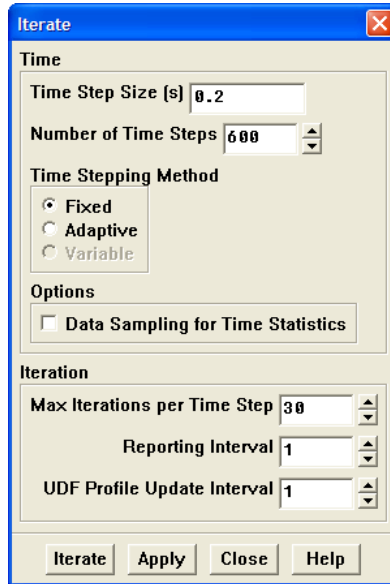 Iterate
Time
Time Step Size (s) 0.2
Number of Time Steps 600
Time Stepping Method
Fixed
Adaptive
Variable
Options
Data Sampling for Time Statistics
Iteration
Max Iterations per Time Step 30
Reporting Interval 1
UDF Profile Update Interval 1
Iterate Apply Close Help